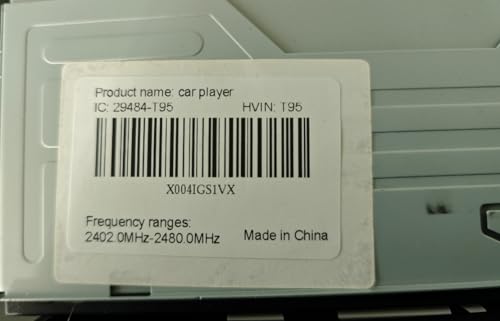 Product name: car player
IC: 29484-T95 HVIN: T95
X004IGS1VX
Frequency ranges:
2402.0MHz-2480.0MHz Made in China